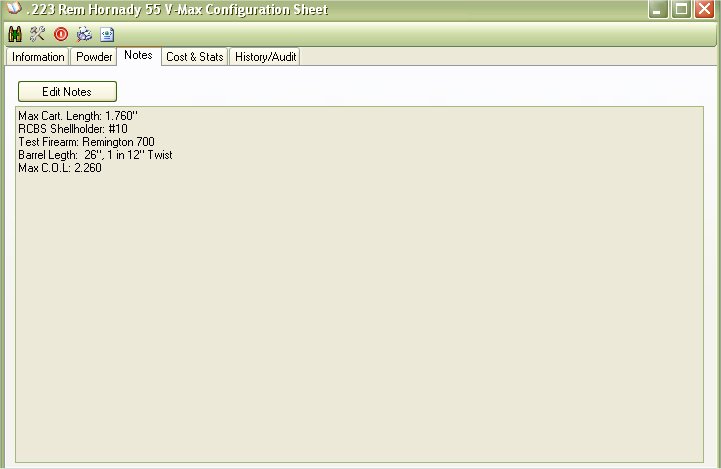 .223 Rem Hornady 55 V-Max Configuration Sheet
Information Powder Notes Cost & Stats History/Audit
Edit Notes
Max Cart. Length: 1.760"
RCBS Shellholder: #10
Test Firearm: Remington 700
Barrel Legth:  26", 1 in 12" Twist
Max C.O.L: 2.260